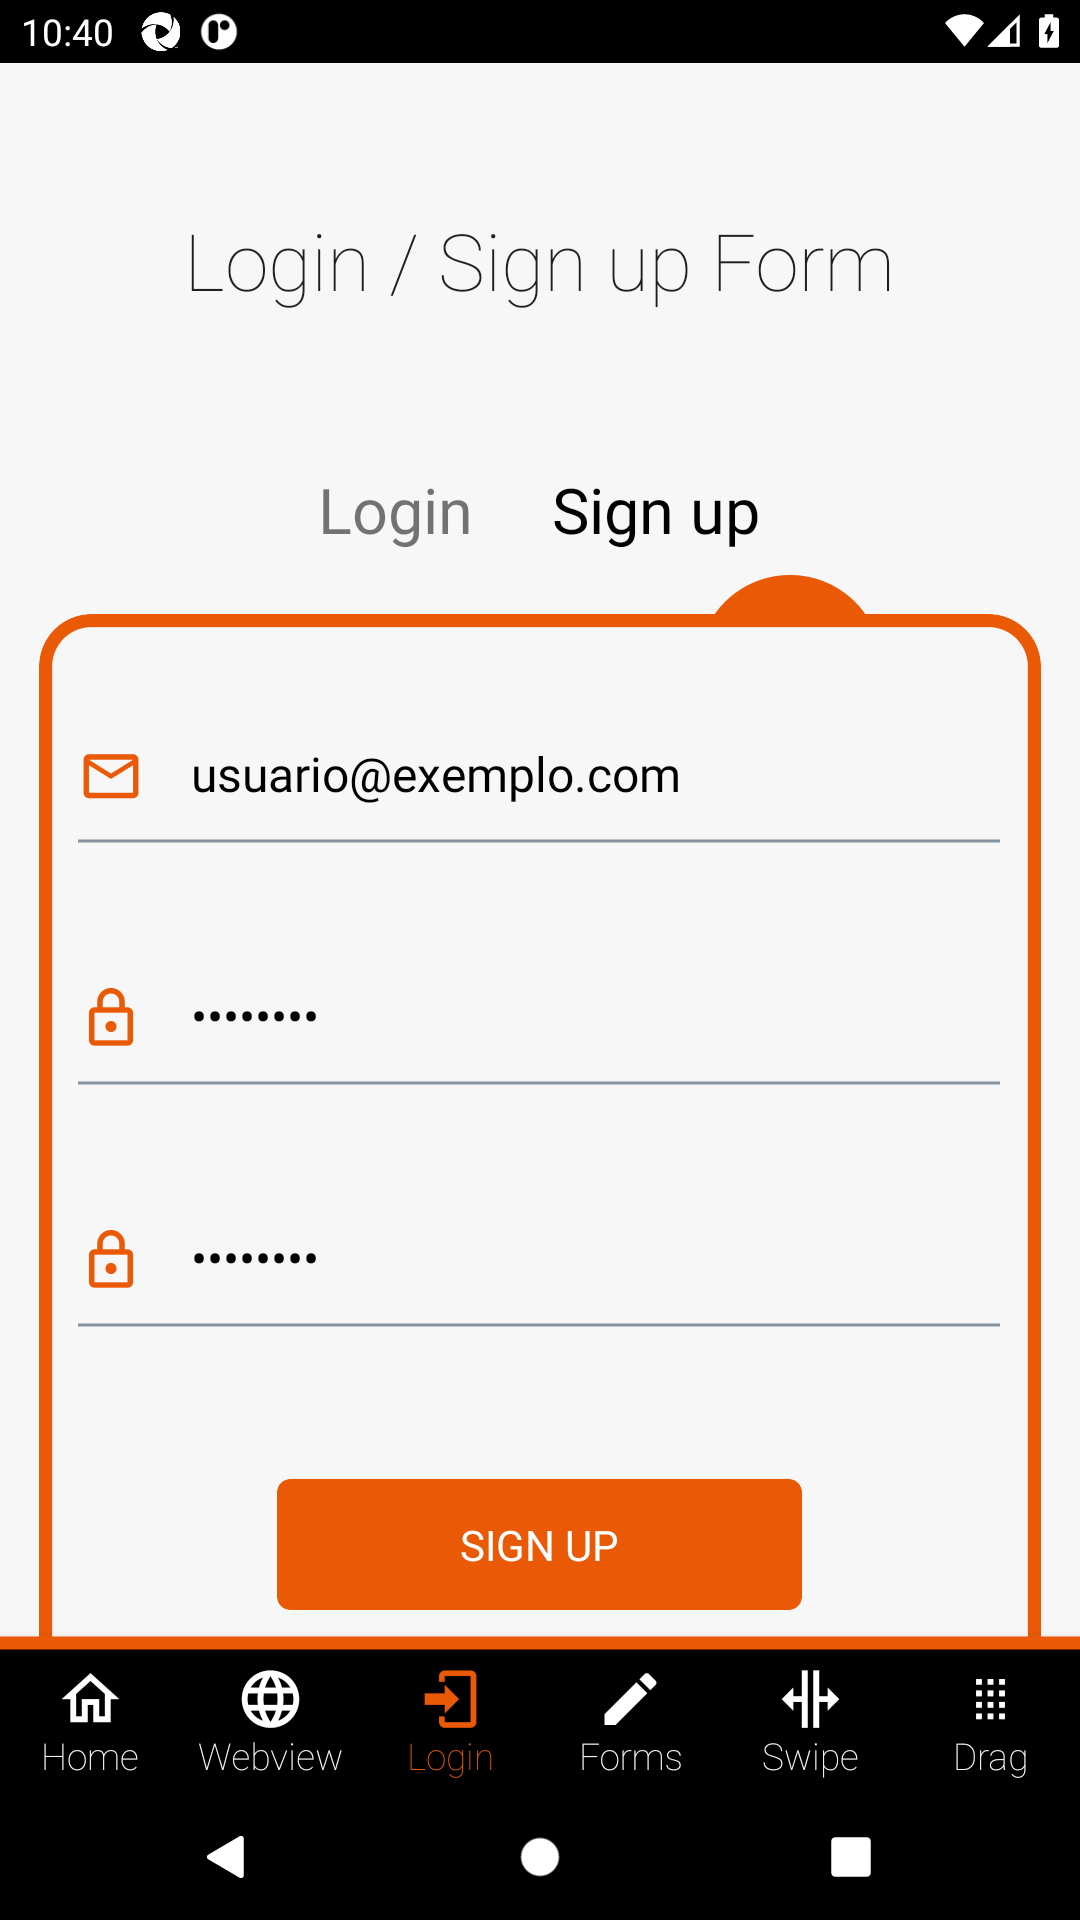 10:40
Login / Sign up Form
Login Sign up
usuario@exemplo.com
••••••••
••••••••
SIGN UP
Home Webview Login Forms Swipe Drag